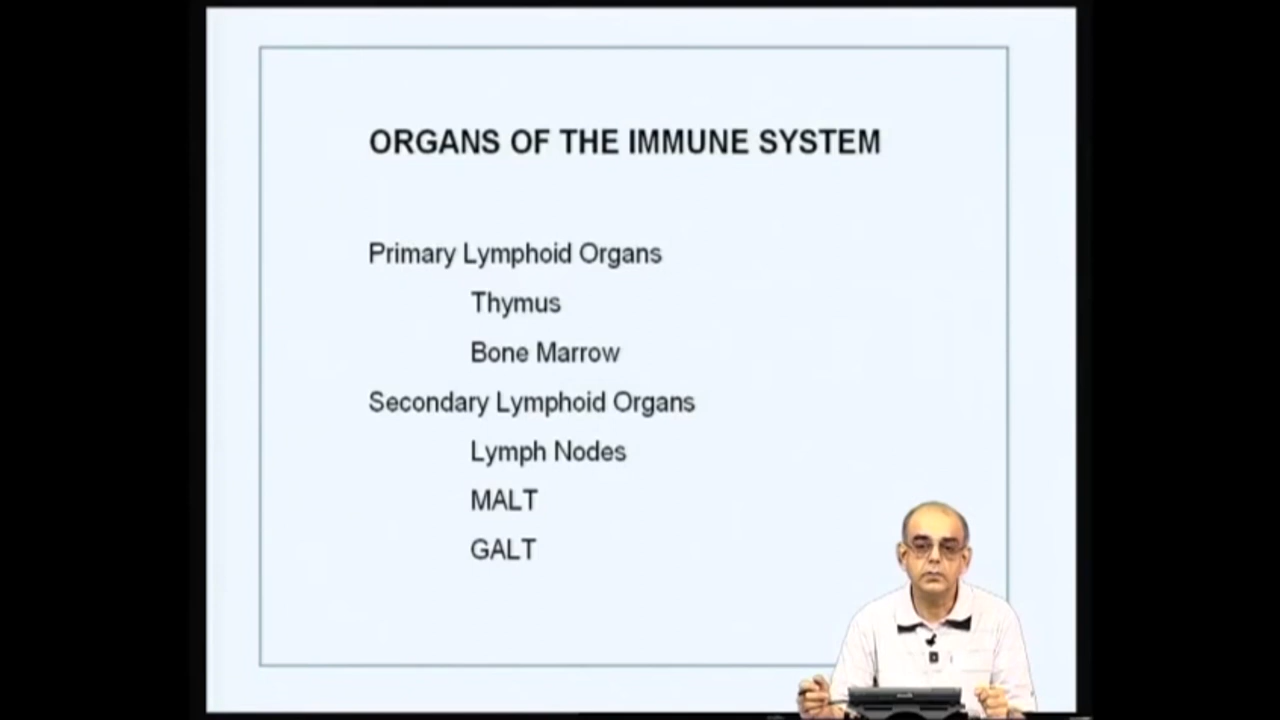 ORGANS OF THE IMMUNE SYSTEM
Primary Lymphoid Organs
Thymus
Bone Marrow
Secondary Lymphoid Organs
Lymph Nodes
MALT
GALT